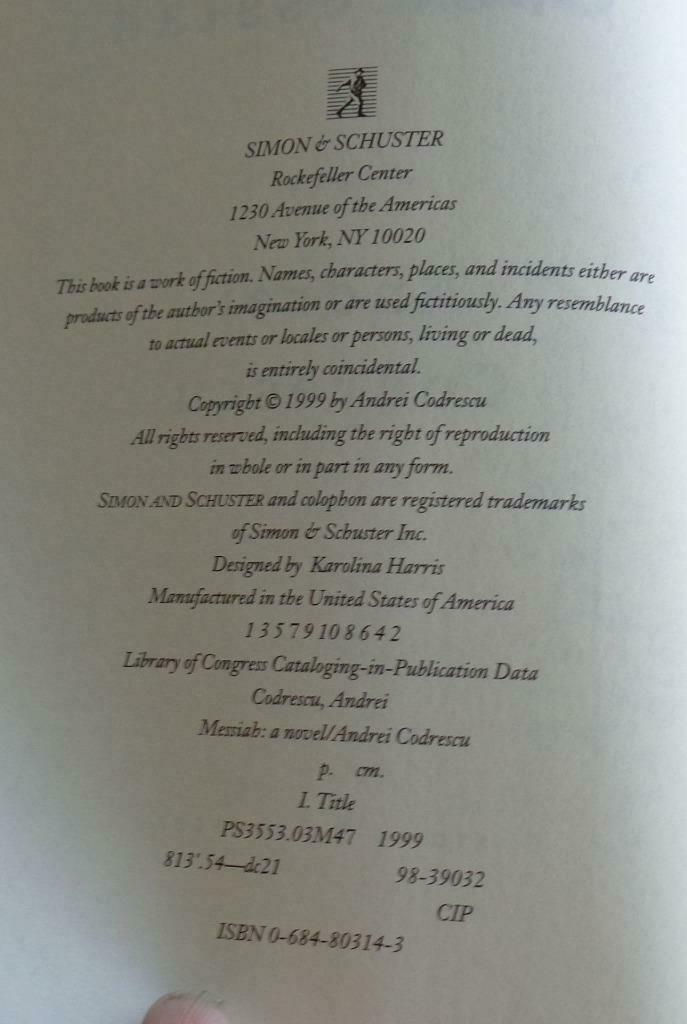 SIMON & SCHUSTER
Rockefeller Center
1230 Avenue of the Americas
New York, NY 10020
This book is a work of fiction. Names, characters, places, and incidents either are
products of the author's imagination or are used fictitiously. Any resemblance
to actual events or locales or persons, living or dead,
is entirely coincidental.
Copyright © 1999 by Andrei Codrescu
All rights reserved, including the right of reproduction
in whole or in part in any form.
SIMON AND SCHUSTER and colophon are registered trademarks
of Simon & Schuster Inc.
Designed by Karolina Harris
Manufactured in the United States of America
1 3 5 7 9 10 8 6 4 2
Library of Congress Cataloging-in-Publication Data
Codrescu, Andrei
Messiah: a novel/Andrei Codrescu
p. cm.
I. Title
PS3553.03M47 1999
813'.54—dc21 98-39032
CIP
ISBN 0-684-80314-3